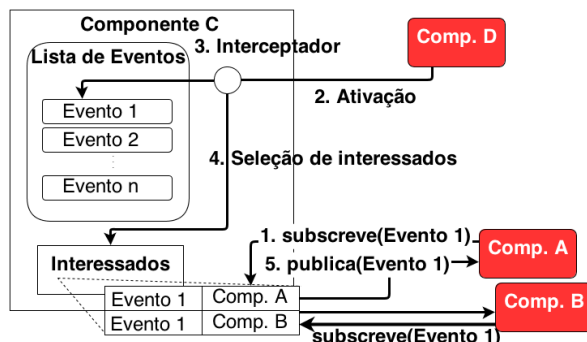 Componente C
3. Interceptador
Comp. D
Lista de Eventos
2. Ativação
Evento 1
Evento 2
4. Seleção de interessados
Evento n
1. subscreve(Evento 1)
Comp. A
Interessados
5. publica(Evento 1)
Evento 1 Comp. A
Comp. B
Evento 1 Comp. B
subscreve(Evento 1)